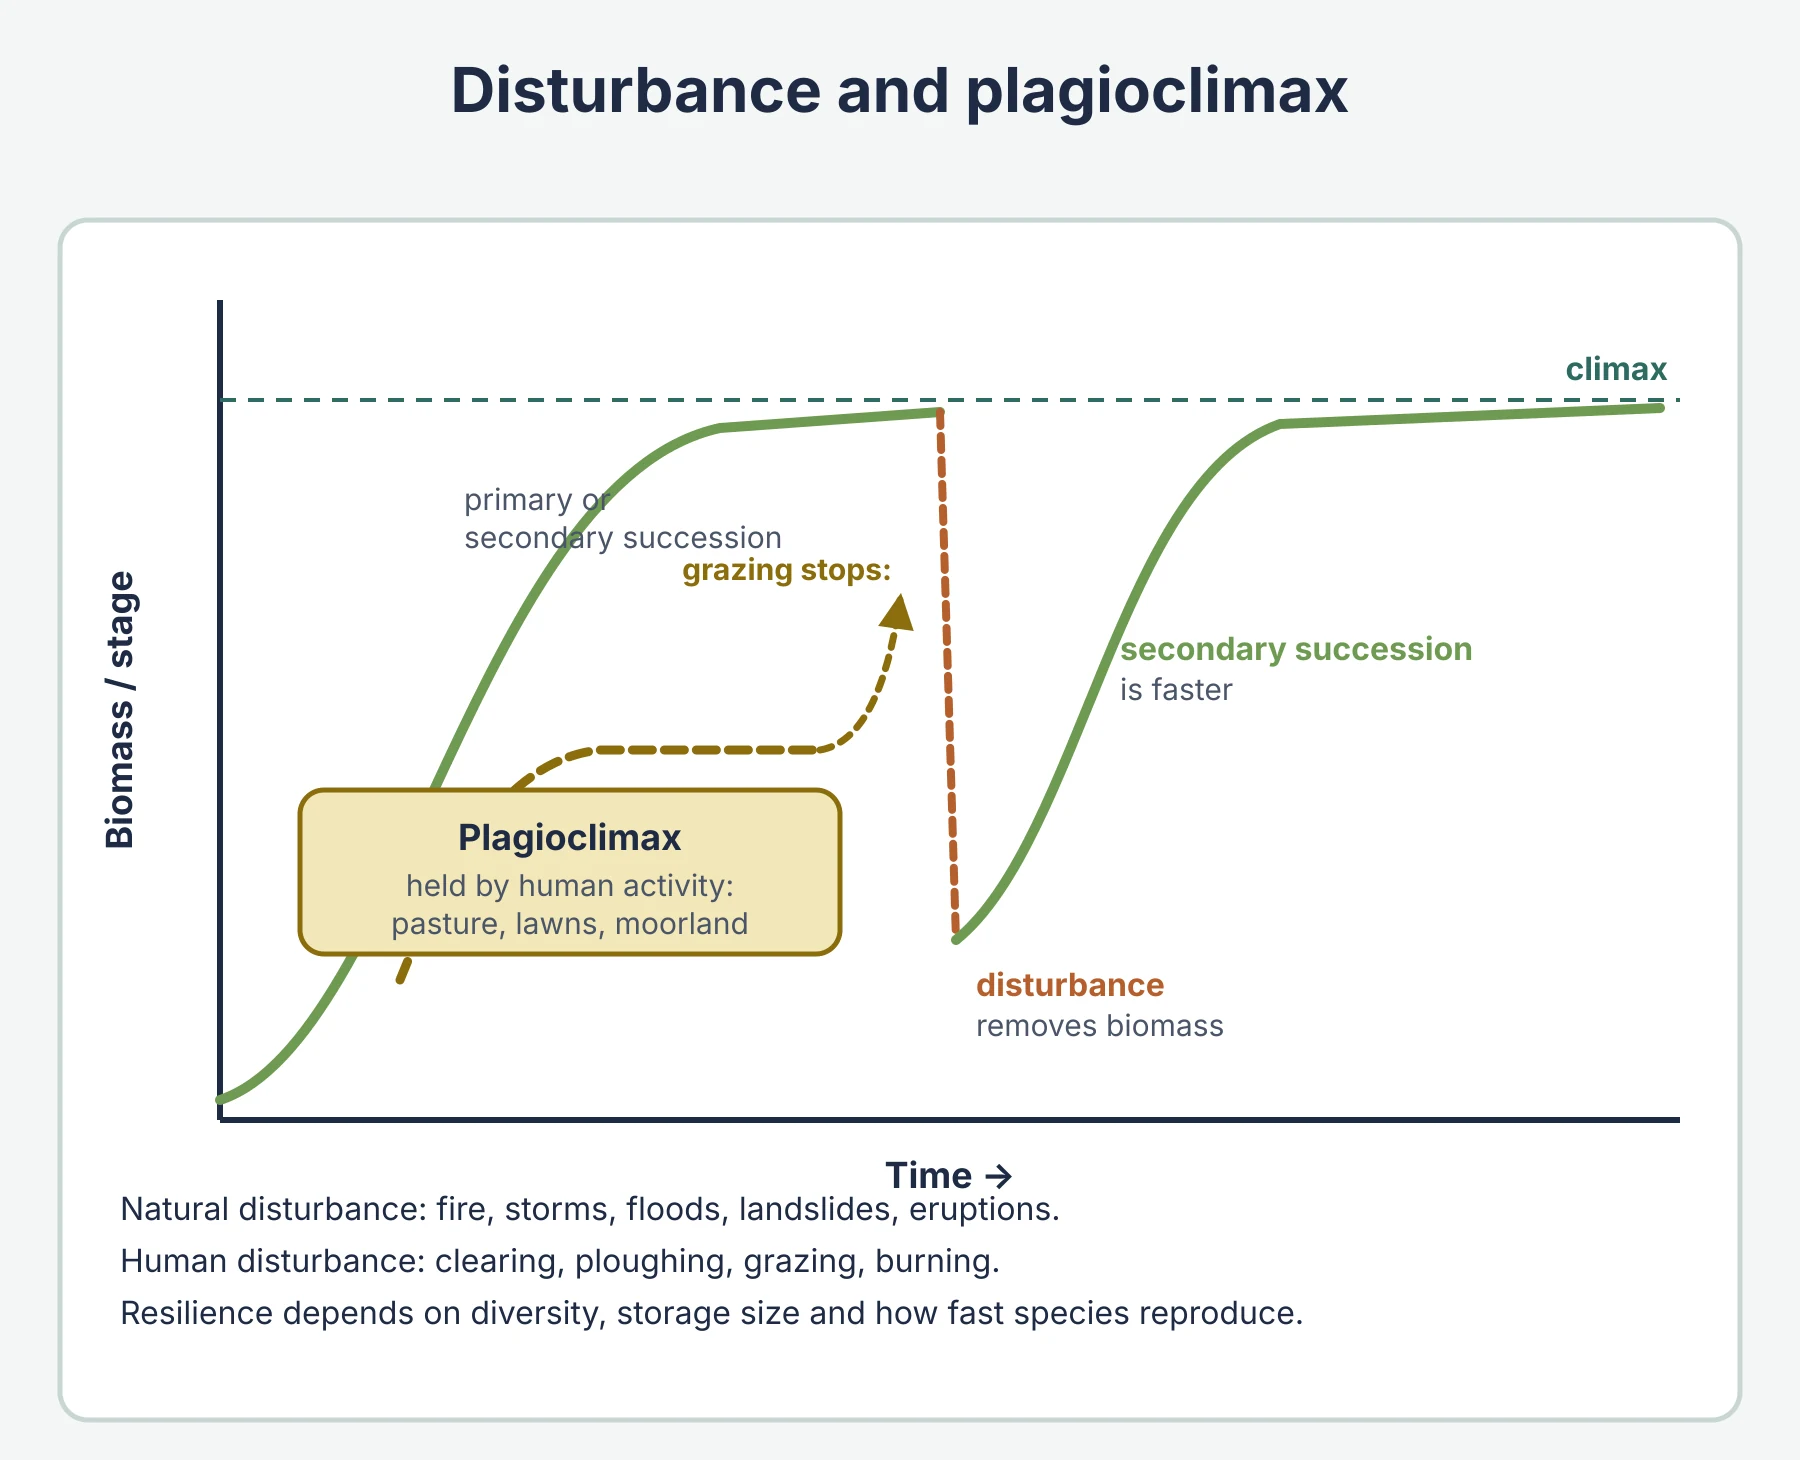 Disturbance and plagioclimax
climax
primary or
secondary succession
grazing stops:
secondary succession
is faster
Biomass / stage
Plagioclimax
held by human activity:
pasture, lawns, moorland
disturbance
removes biomass
Time →
Natural disturbance: fire, storms, floods, landslides, eruptions.
Human disturbance: clearing, ploughing, grazing, burning.
Resilience depends on diversity, storage size and how fast species reproduce.